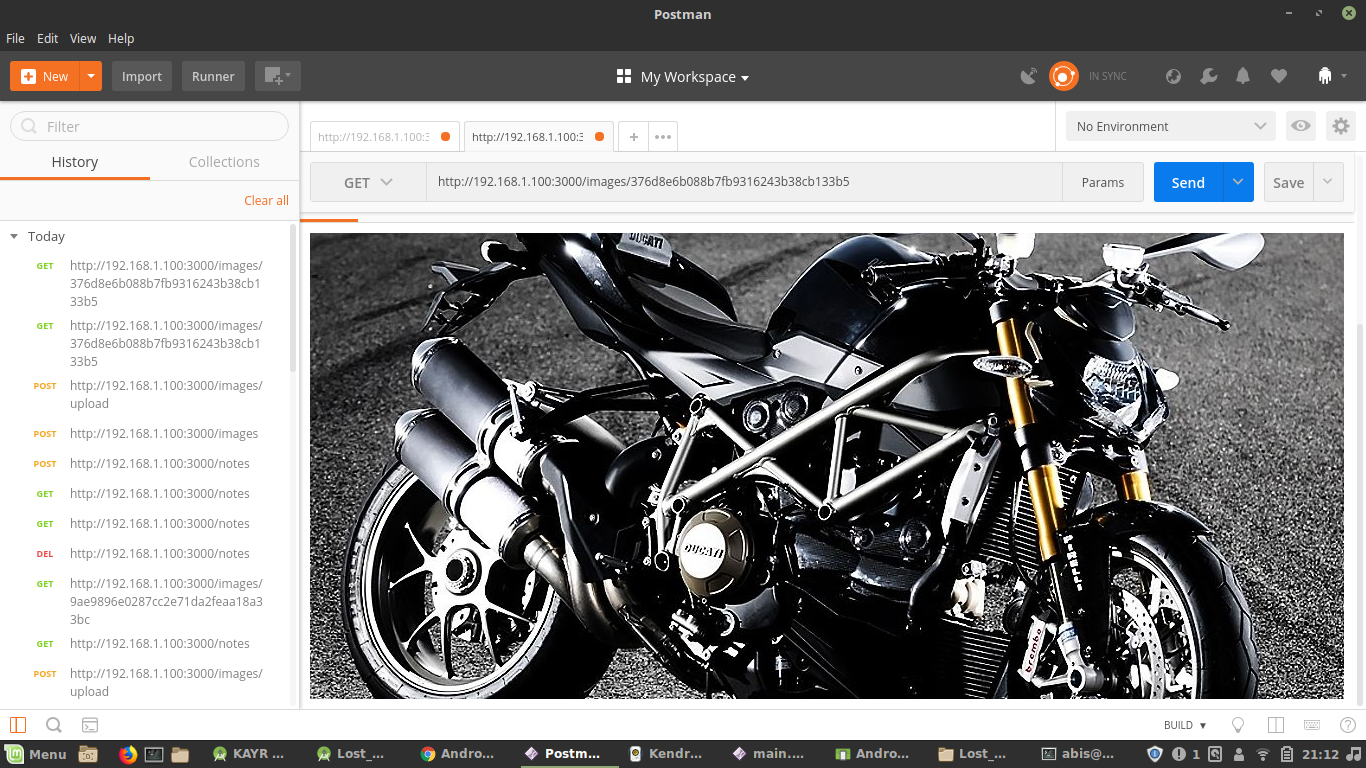 Postman
File Edit View Help
New Import Runner My Workspace IN SYNC
Filter
History Collections
Clear all
Today
GET http://192.168.1.100:3000/images/
376d8e6b088b7fb9316243b38cb1
33b5
GET http://192.168.1.100:3000/images/
376d8e6b088b7fb9316243b38cb1
33b5
POST http://192.168.1.100:3000/images/
upload
POST http://192.168.1.100:3000/images
POST http://192.168.1.100:3000/notes
GET http://192.168.1.100:3000/notes
GET http://192.168.1.100:3000/notes
DEL http://192.168.1.100:3000/notes
GET http://192.168.1.100:3000/images/
9ae9896e0287cc2e71da2feaa18a3
3bc
GET http://192.168.1.100:3000/notes
POST http://192.168.1.100:3000/images/
upload
http://192.168.1.100:3 http://192.168.1.100:3 + •••
No Environment
GET http://192.168.1.100:3000/images/376d8e6b088b7fb9316243b38cb133b5 Params Send Save
DUCATI
DUCATI
PIRELLI
brembo
BUILD
Menu KAYR ... Lost_... Andro... Postm... Kendr... main.... Andro... Lost_... abis@... 1 21:12